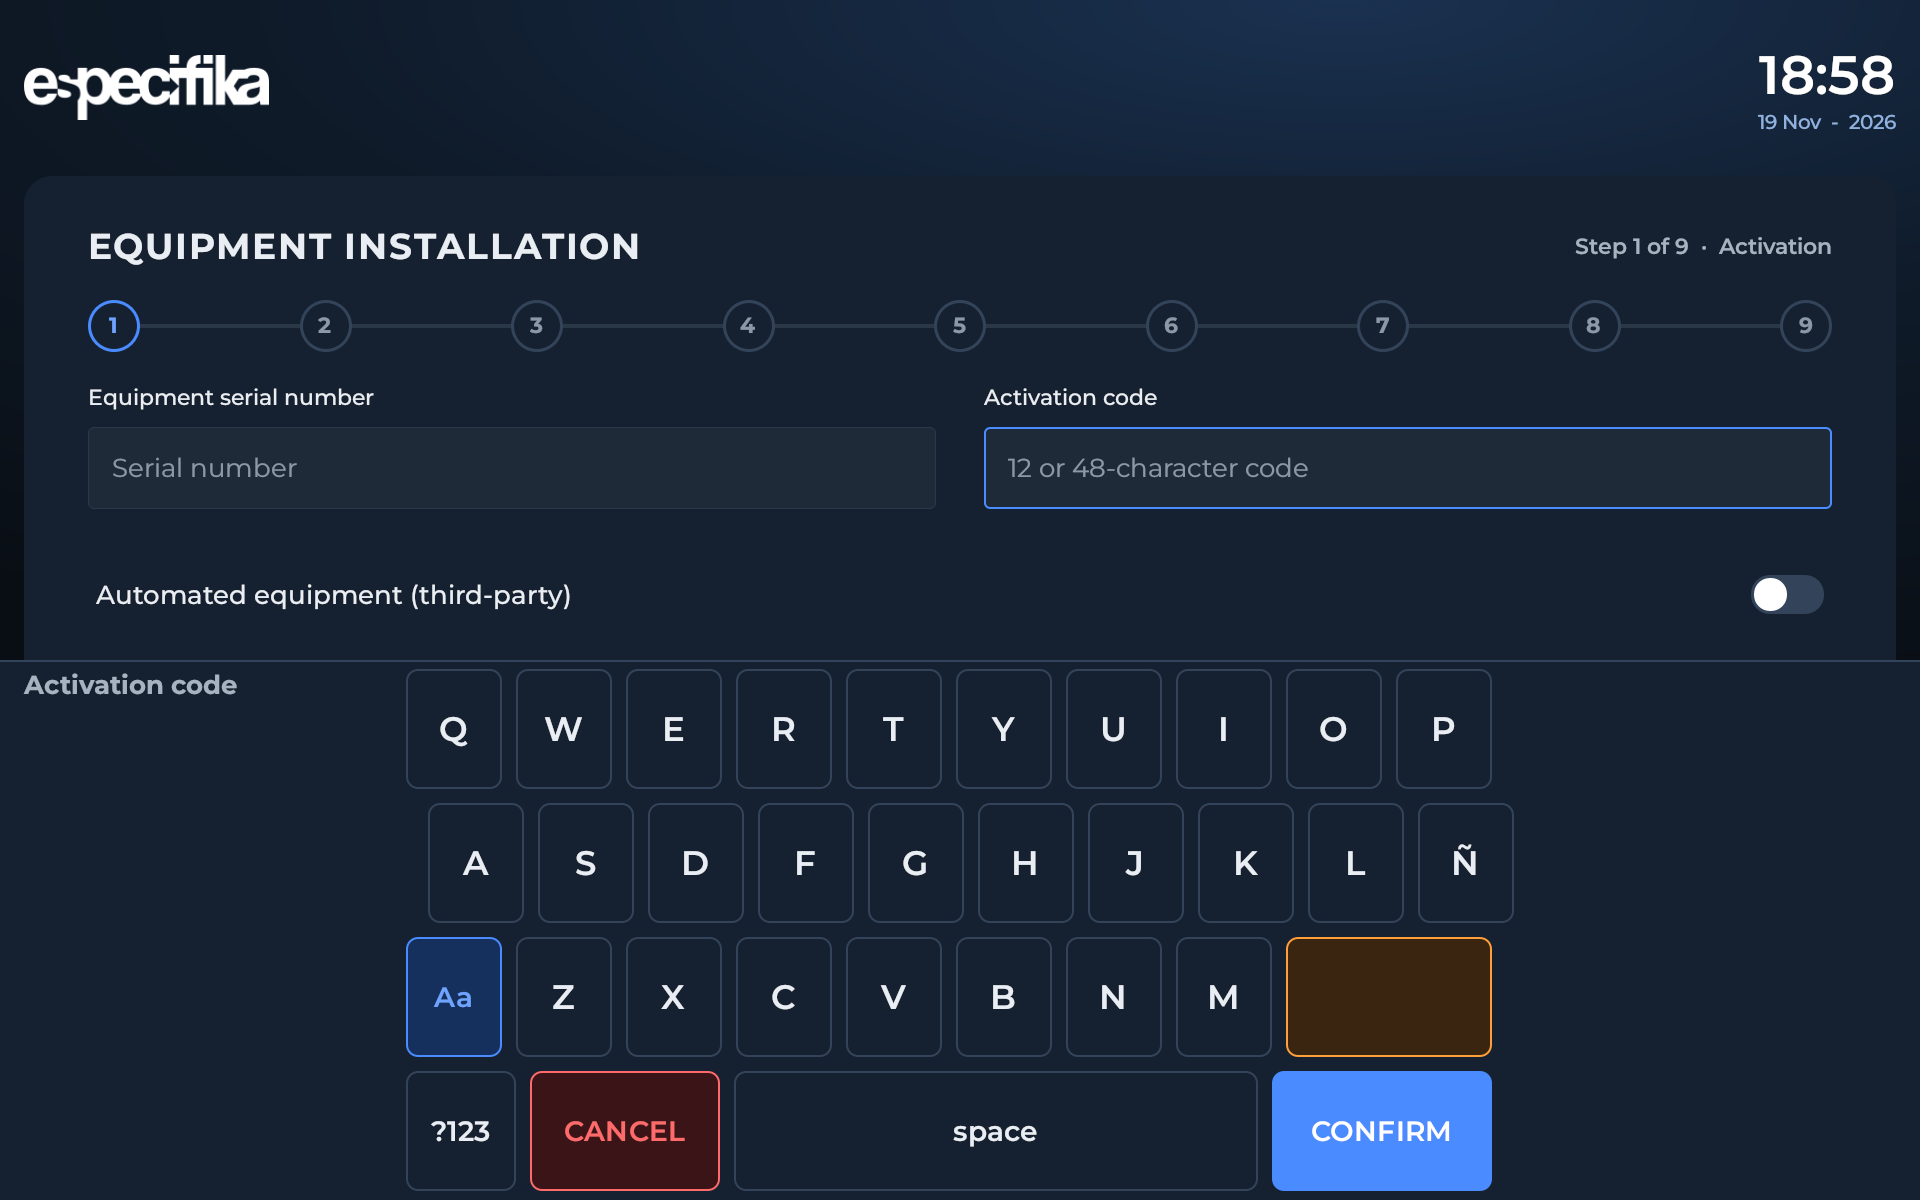 especifika
18:58
19 Nov - 2026
EQUIPMENT INSTALLATION
Step 1 of 9 · Activation
1 2 3 4 5 6 7 8 9
Equipment serial number
Activation code
Serial number
12 or 48-character code
Automated equipment (third-party)
Activation code
Q W E R T Y U I O P
A S D F G H J K L Ñ
Aa Z X C V B N M
?123 CANCEL space CONFIRM